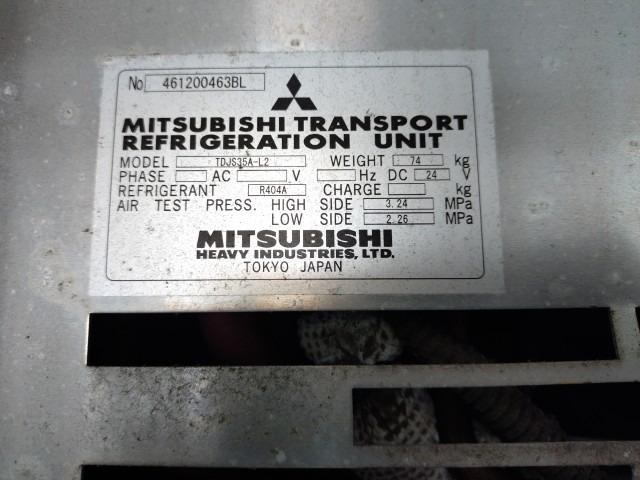 No 461200463BL
MITSUBISHI TRANSPORT
REFRIGERATION UNIT
MODEL TDJS35A-L2 WEIGHT 74 kg
PHASE AC V Hz DC 24 V
REFRIGERANT R404A CHARGE kg
AIR TEST PRESS. HIGH SIDE 3.24 MPa
LOW SIDE 2.26 MPa
MITSUBISHI
HEAVY INDUSTRIES, LTD.
TOKYO JAPAN